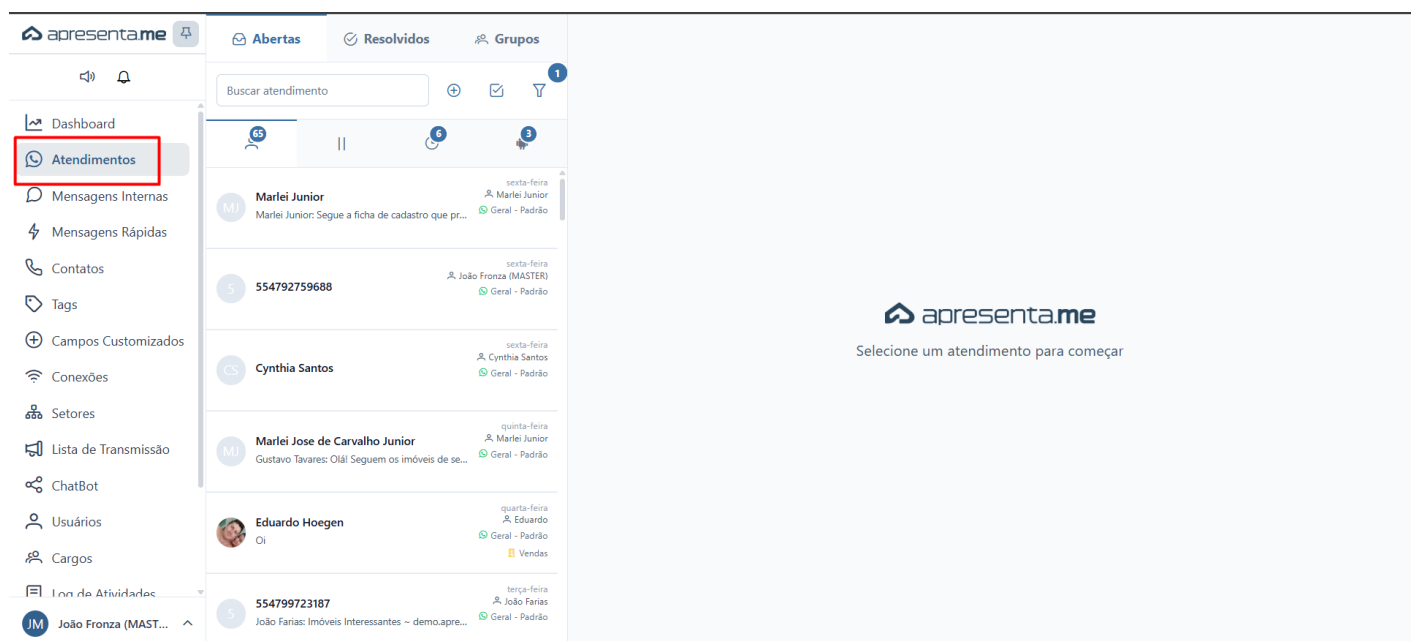 apresenta.me
Dashboard
Atendimentos
Mensagens Internas
Mensagens Rápidas
Contatos
Tags
Campos Customizados
Conexões
Setores
Lista de Transmissão
ChatBot
Usuários
Cargos
Log de Atividades
JM João Fronza (MAST...
Abertas Resolvidos Grupos
1
Buscar atendimento
65 6 3
sexta-feira
MJ Marlei Junior Marlei Junior
Marlei Junior: Segue a ficha de cadastro que pr... Geral - Padrão
sexta-feira
João Fronza (MASTER)
5 554792759688 Geral - Padrão
sexta-feira
Cynthia Santos
CS Cynthia Santos Geral - Padrão
quinta-feira
MJ Marlei Jose de Carvalho Junior Marlei Junior
Gustavo Tavares: Olá! Seguem os imóveis de se... Geral - Padrão
quarta-feira
Eduardo Hoegen Eduardo
Oi Geral - Padrão
Vendas
terça-feira
5 554799723187 João Farias
João Farias: Imóveis Interessantes ~ demo.apre... Geral - Padrão
apresenta.me
Selecione um atendimento para começar